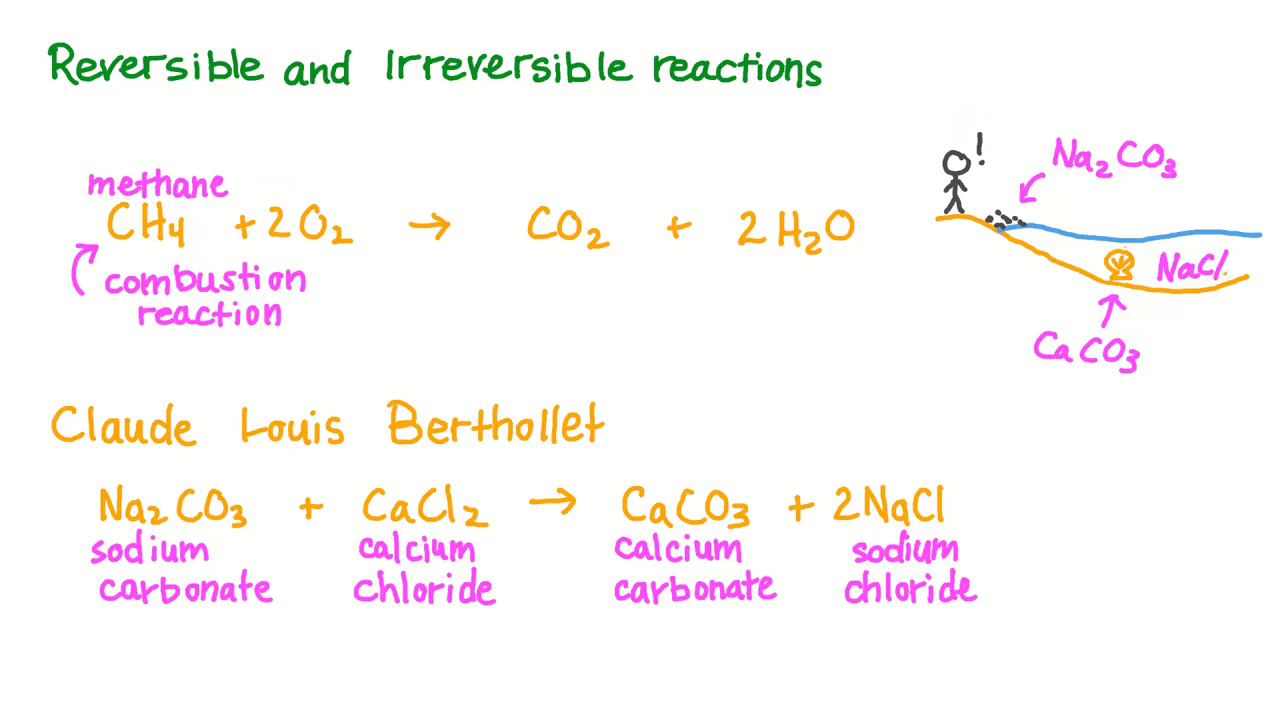 Reversible and Irreversible reactions
methane
CH₄ + 2O₂ → CO₂ + 2H₂O
combustion
reaction
!
Na₂CO₃
NaCl
CaCO₃
Claude Louis Berthollet
Na₂CO₃ + CaCl₂ → CaCO₃ + 2NaCl
sodium calcium calcium sodium
carbonate chloride carbonate chloride